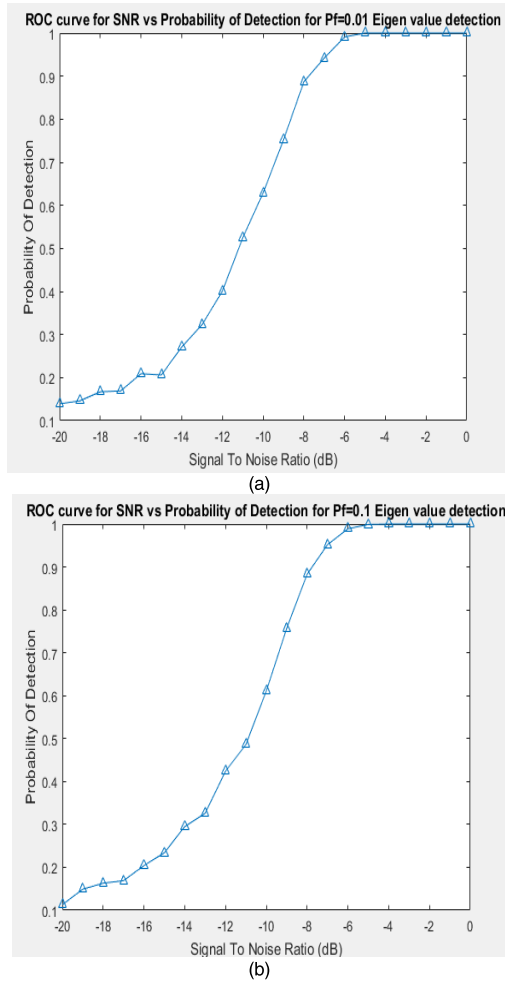 ROC curve for SNR vs Probability of Detection for Pf=0.01 Eigen value detection
1
0.9
0.8
0.7
0.6
0.5
0.4
0.3
0.2
0.1
Probability Of Detection
-20 -18 -16 -14 -12 -10 -8 -6 -4 -2 0
Signal To Noise Ratio (dB)
(a)
ROC curve for SNR vs Probability of Detection for Pf=0.1 Eigen value detection
1
0.9
0.8
0.7
0.6
0.5
0.4
0.3
0.2
0.1
Probability Of Detection
-20 -18 -16 -14 -12 -10 -8 -6 -4 -2 0
Signal To Noise Ratio (dB)
(b)